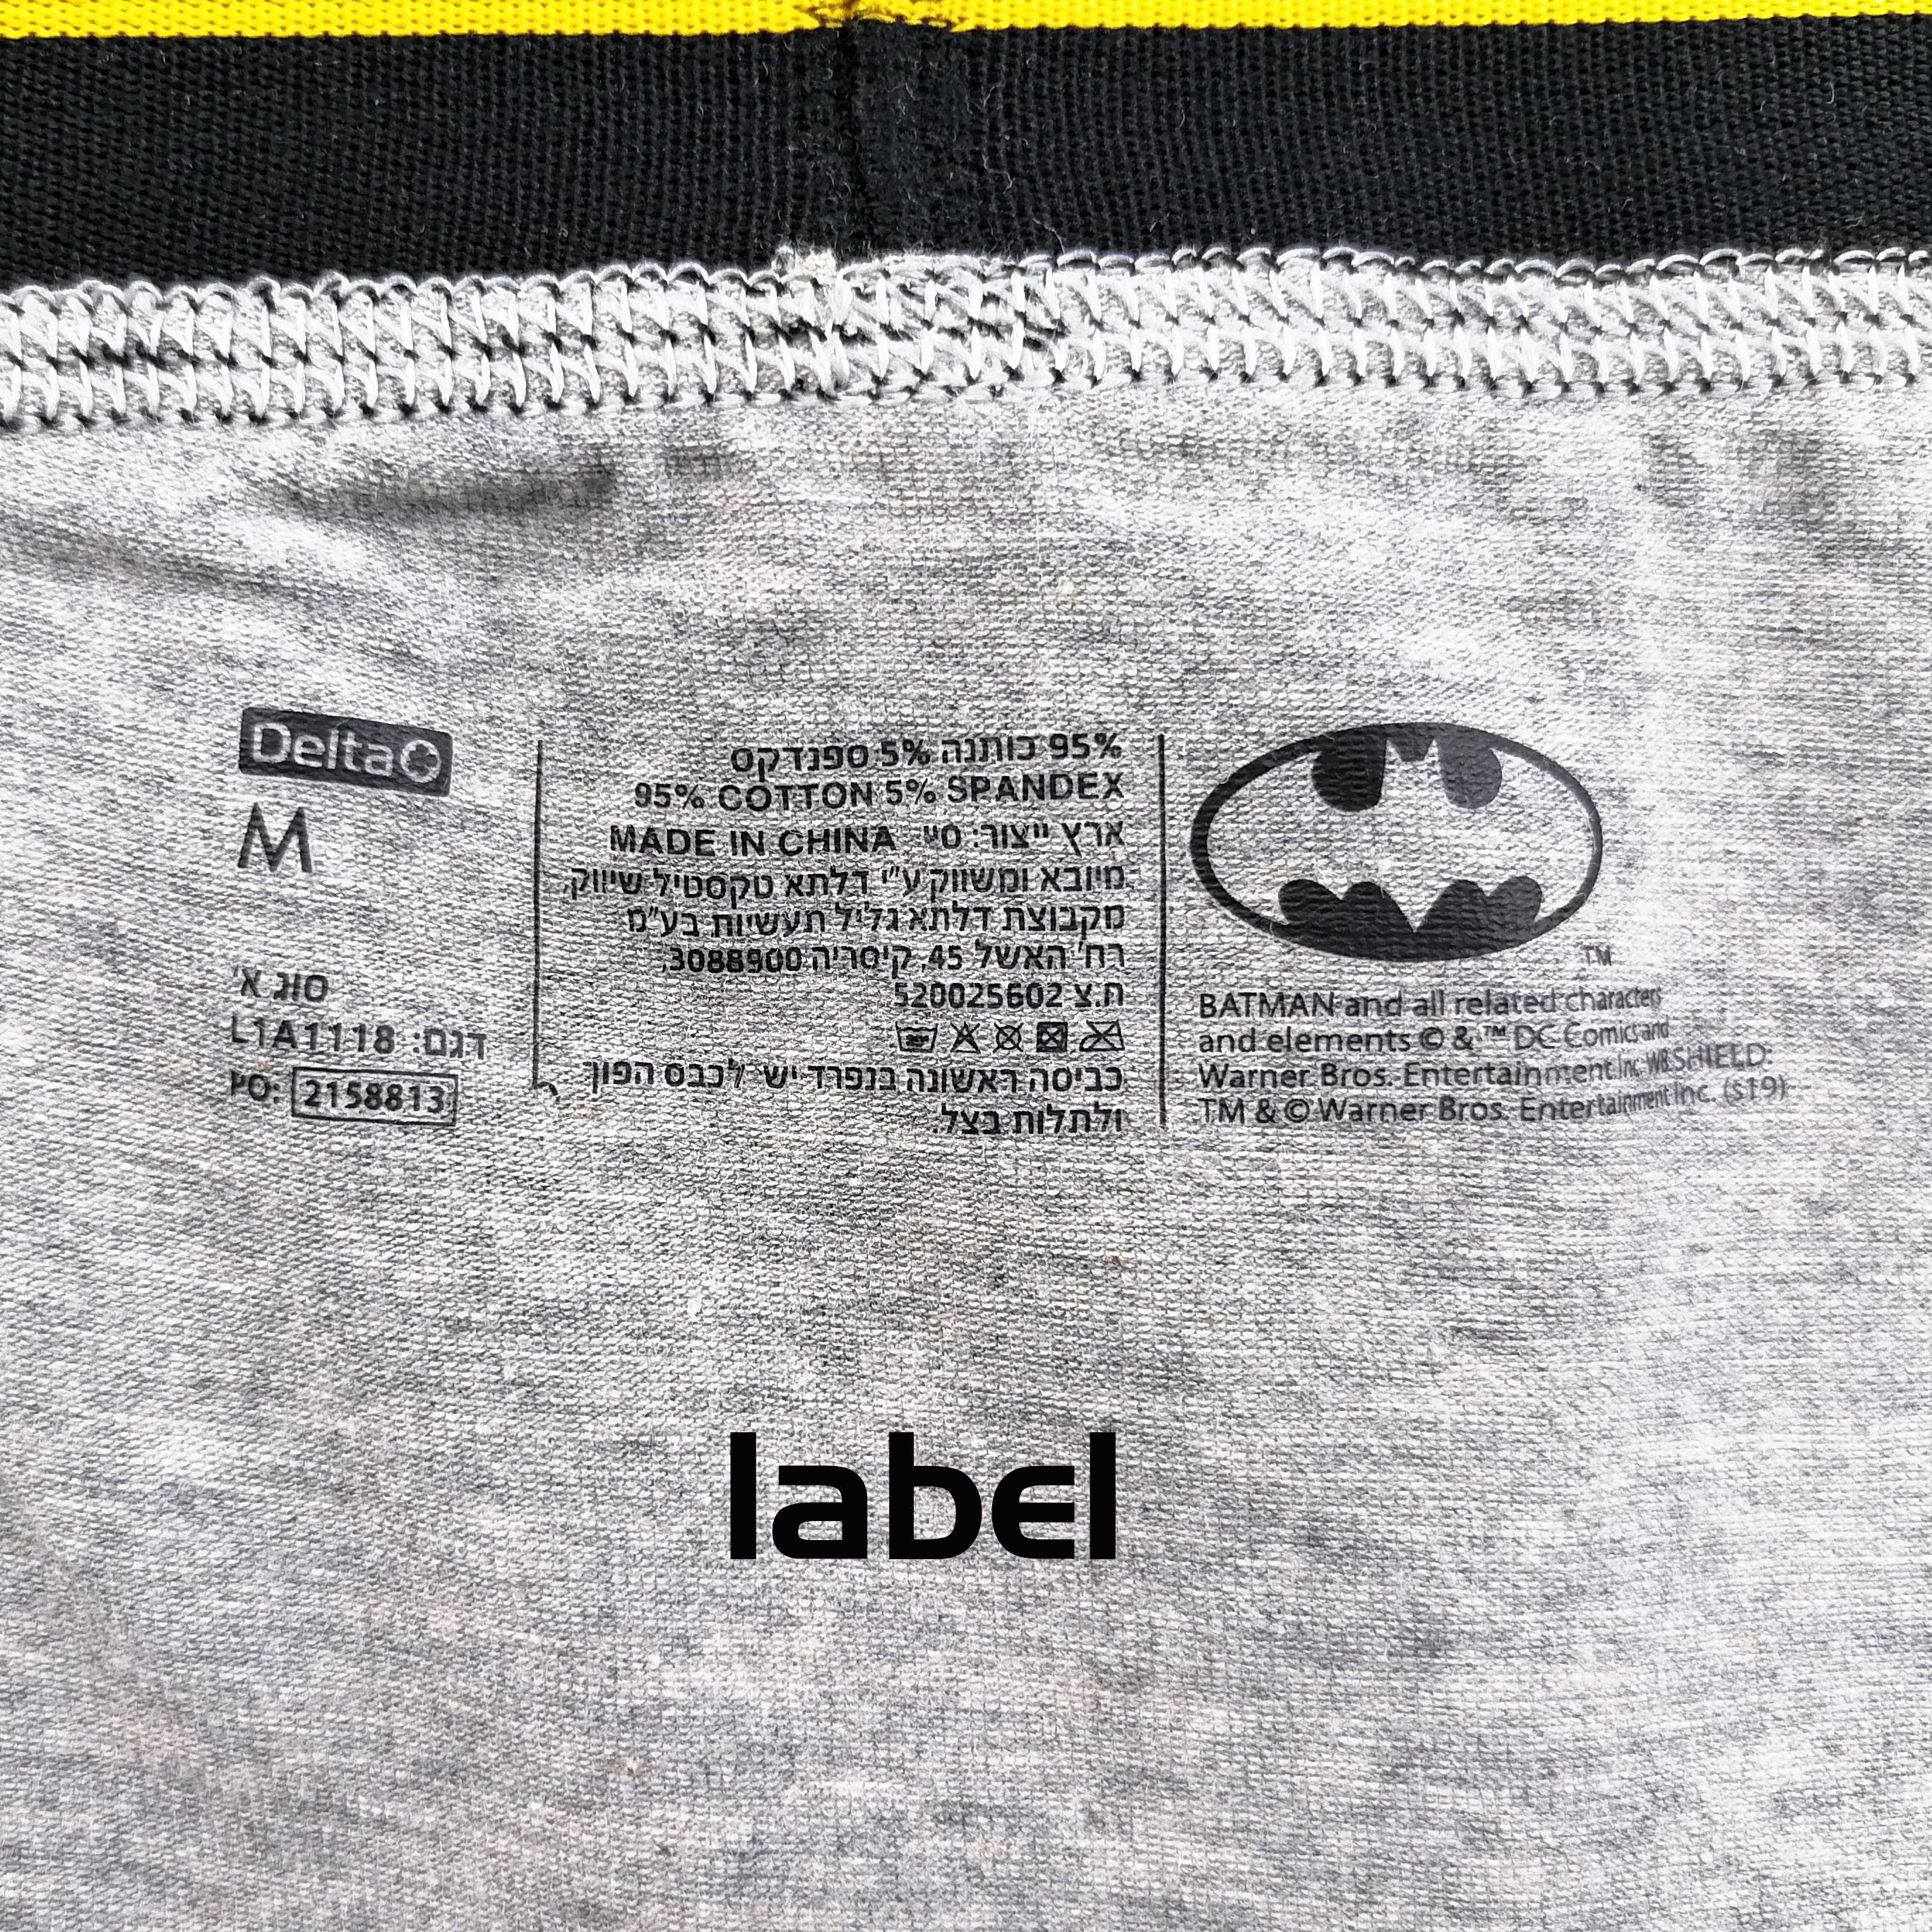 Delta
M
סוג א'
דגם: L1A1118
PO: 2158813
95% כותנה 5% ספנדקס
95% COTTON 5% SPANDEX
ארץ ייצור: סין MADE IN CHINA
מיובא ומשווק ע"י דלתא טקסטיל שיווק,
מקבוצת דלתא גליל תעשיות בע"מ
רח' האשל 45, קיסריה 3088900,
ח.צ 520025602
כביסה ראשונה בנפרד יש לכבס הפוך
ולתלות בצל.
TM
BATMAN and all related characters
and elements © & ™ DC Comics and
Warner Bros. Entertainment Inc. WB SHIELD:
TM & © Warner Bros. Entertainment Inc. (s19)
label